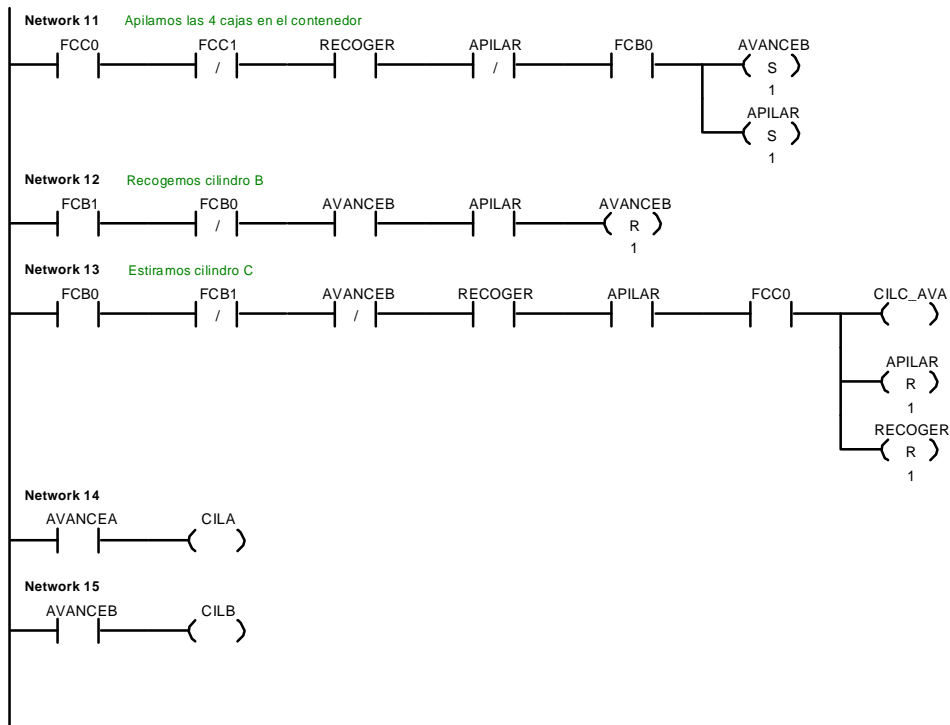 Network 11 Apilamos las 4 cajas en el contenedor
FCC0 FCC1 RECOGER APILAR FCB0 AVANCEB
/ / S
1
APILAR
S
1
Network 12 Recogemos cilindro B
FCB1 FCB0 AVANCEB APILAR AVANCEB
/ R
1
Network 13 Estiramos cilindro C
FCB0 FCB1 AVANCEB RECOGER APILAR FCC0 CILC_AVA
/ /
APILAR
R
1
RECOGER
R
1
Network 14
AVANCEA CILA
Network 15
AVANCEB CILB